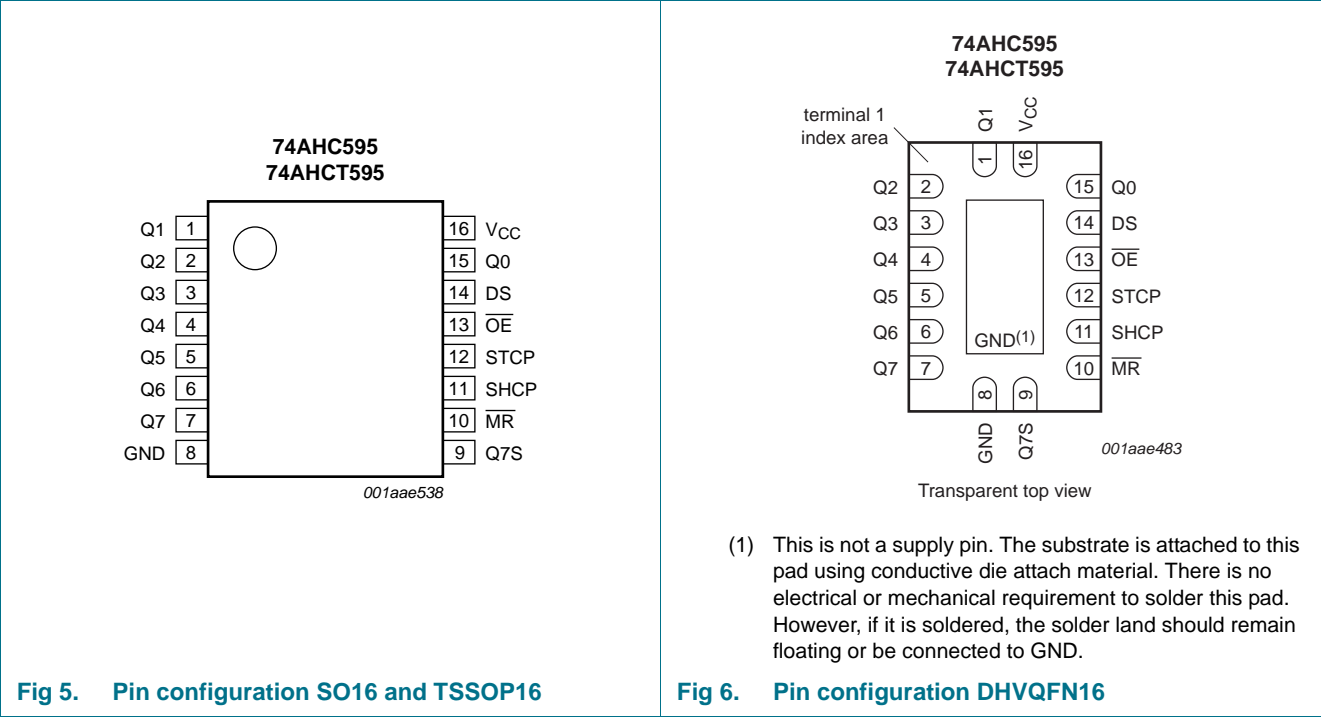 74AHC595
74AHCT595
Q1 1
Q2 2
Q3 3
Q4 4
Q5 5
Q6 6
Q7 7
GND 8
16 VCC
15 Q0
14 DS
13 OE
12 STCP
11 SHCP
10 MR
9 Q7S
001aae538
Fig 5. Pin configuration SO16 and TSSOP16
74AHC595
74AHCT595
terminal 1
index area
Q1
VCC
1
16
Q2 2
Q3 3
Q4 4
Q5 5
Q6 6
Q7 7
15 Q0
14 DS
13 OE
12 STCP
11 SHCP
10 MR
GND(1)
8
9
GND
Q7S
001aae483
Transparent top view
(1) This is not a supply pin. The substrate is attached to this
pad using conductive die attach material. There is no
electrical or mechanical requirement to solder this pad.
However, if it is soldered, the solder land should remain
floating or be connected to GND.
Fig 6. Pin configuration DHVQFN16